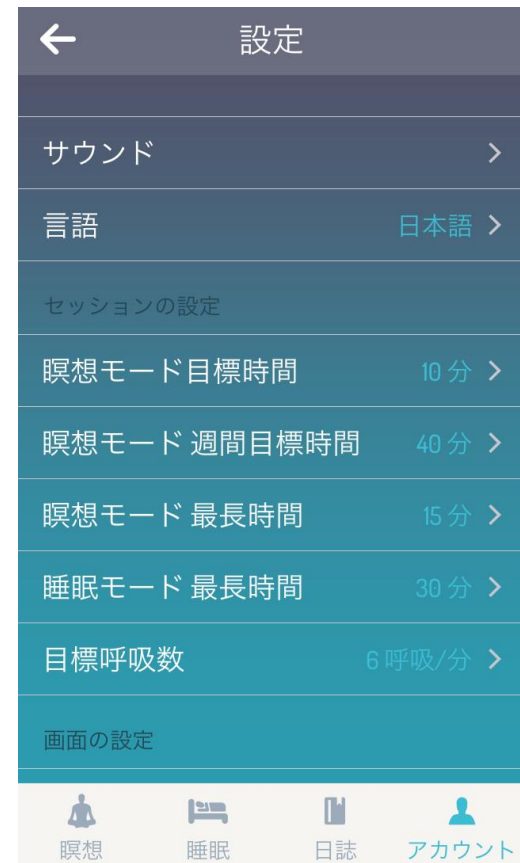 設定
サウンド
言語 日本語
セッションの設定
瞑想モード目標時間 10 分
瞑想モード 週間目標時間 40 分
瞑想モード 最長時間 15 分
睡眠モード 最長時間 30 分
目標呼吸数 6 呼吸/分
画面の設定
瞑想 睡眠 日誌 アカウント